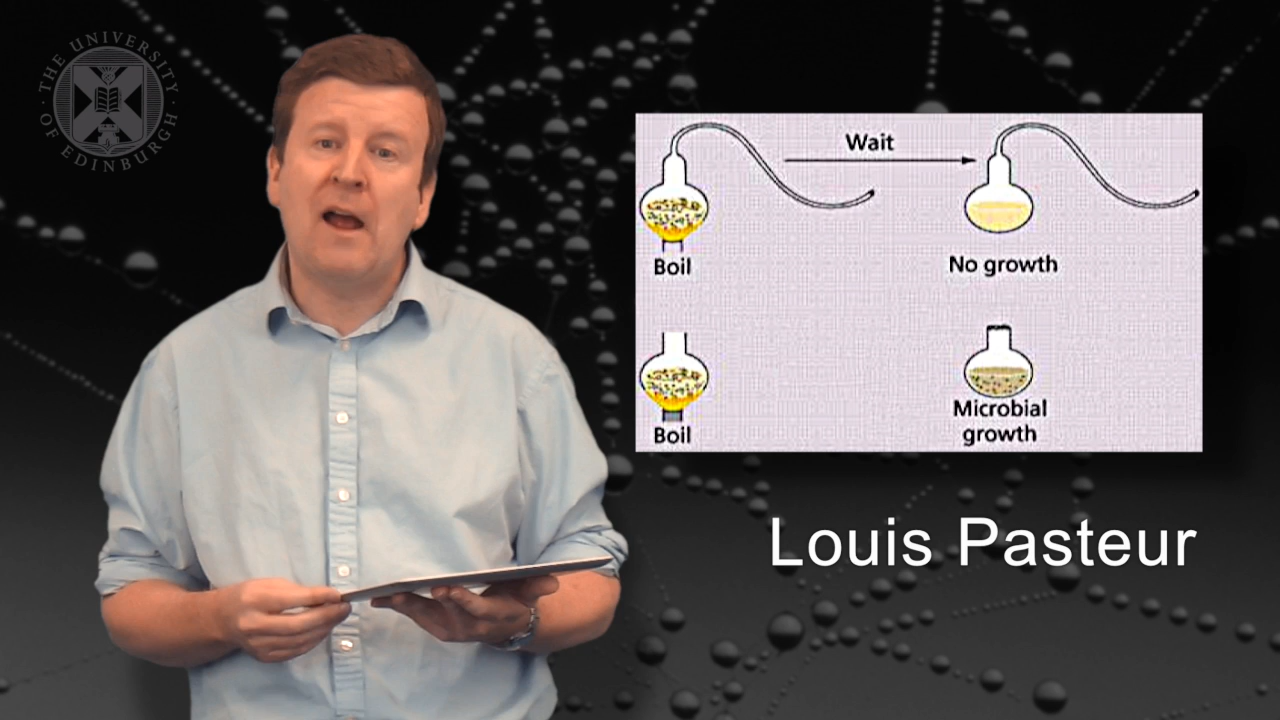 THE UNIVERSITY OF EDINBURGH
Wait
Boil
No growth
Boil
Microbial
growth
Louis Pasteur